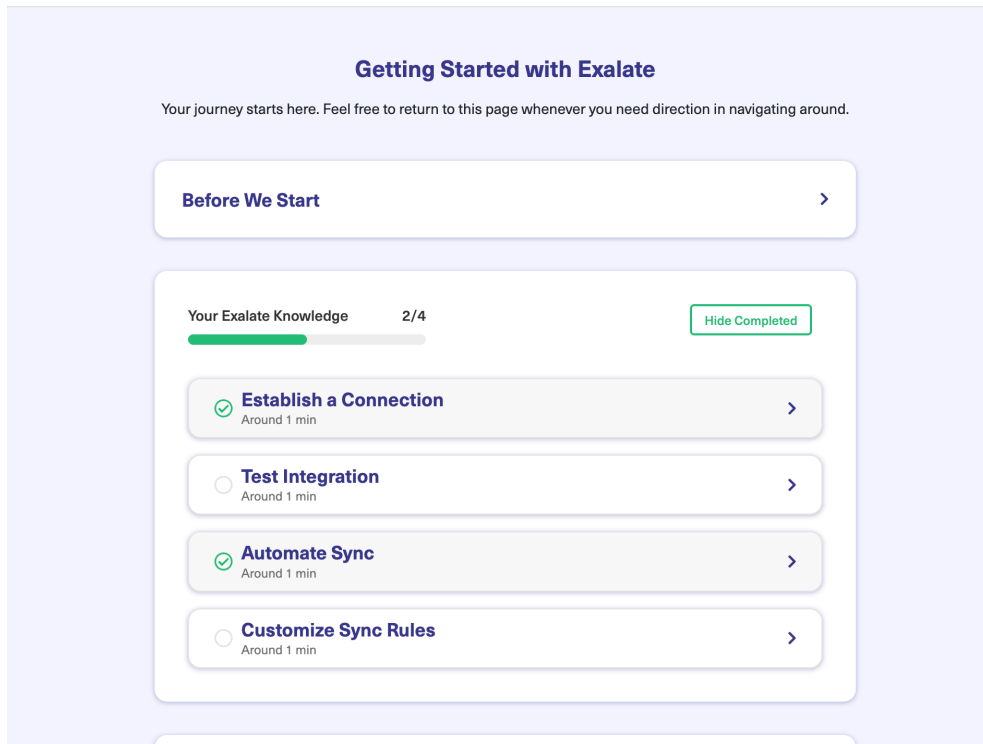 Getting Started with Exalate
Your journey starts here. Feel free to return to this page whenever you need direction in navigating around.
Before We Start
Your Exalate Knowledge 2/4
Hide Completed
Establish a Connection
Around 1 min
Test Integration
Around 1 min
Automate Sync
Around 1 min
Customize Sync Rules
Around 1 min